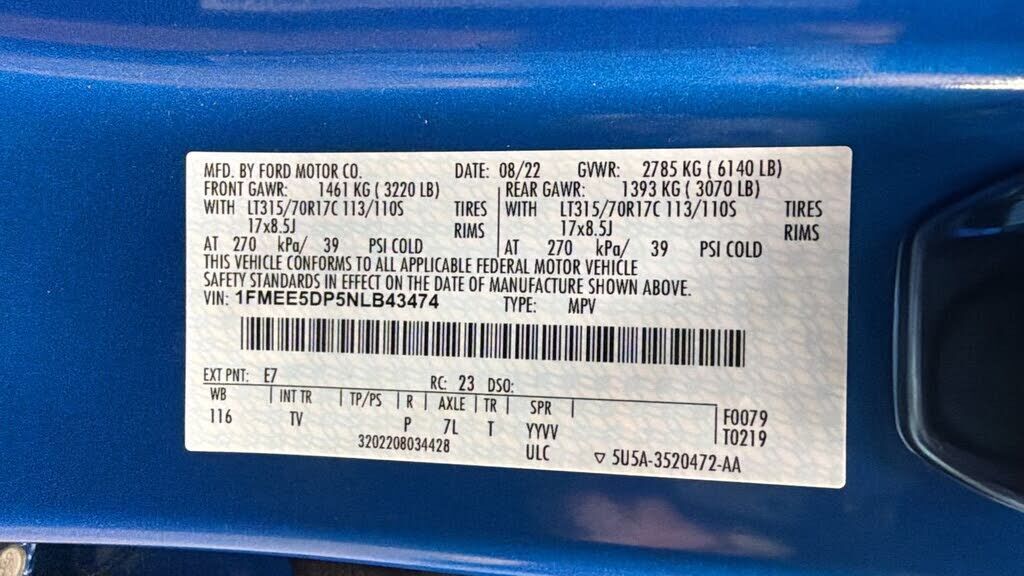 MFD. BY FORD MOTOR CO. DATE: 08/22 GVWR: 2785 KG ( 6140 LB)
FRONT GAWR: 1461 KG ( 3220 LB) REAR GAWR: 1393 KG ( 3070 LB)
WITH LT315/70R17C 113/110S TIRES WITH LT315/70R17C 113/110S TIRES
17x8.5J RIMS 17x8.5J RIMS
AT 270 kPa/ 39 PSI COLD AT 270 kPa/ 39 PSI COLD
THIS VEHICLE CONFORMS TO ALL APPLICABLE FEDERAL MOTOR VEHICLE
SAFETY STANDARDS IN EFFECT ON THE DATE OF MANUFACTURE SHOWN ABOVE.
VIN: 1FMEE5DP5NLB43474 TYPE: MPV
EXT PNT: E7 RC: 23 DSO:
WB INT TR TP/PS R AXLE TR SPR F0079
116 TV P 7L T YYVV T0219
3202208034428 ULC ▽ 5U5A-3520472-AA